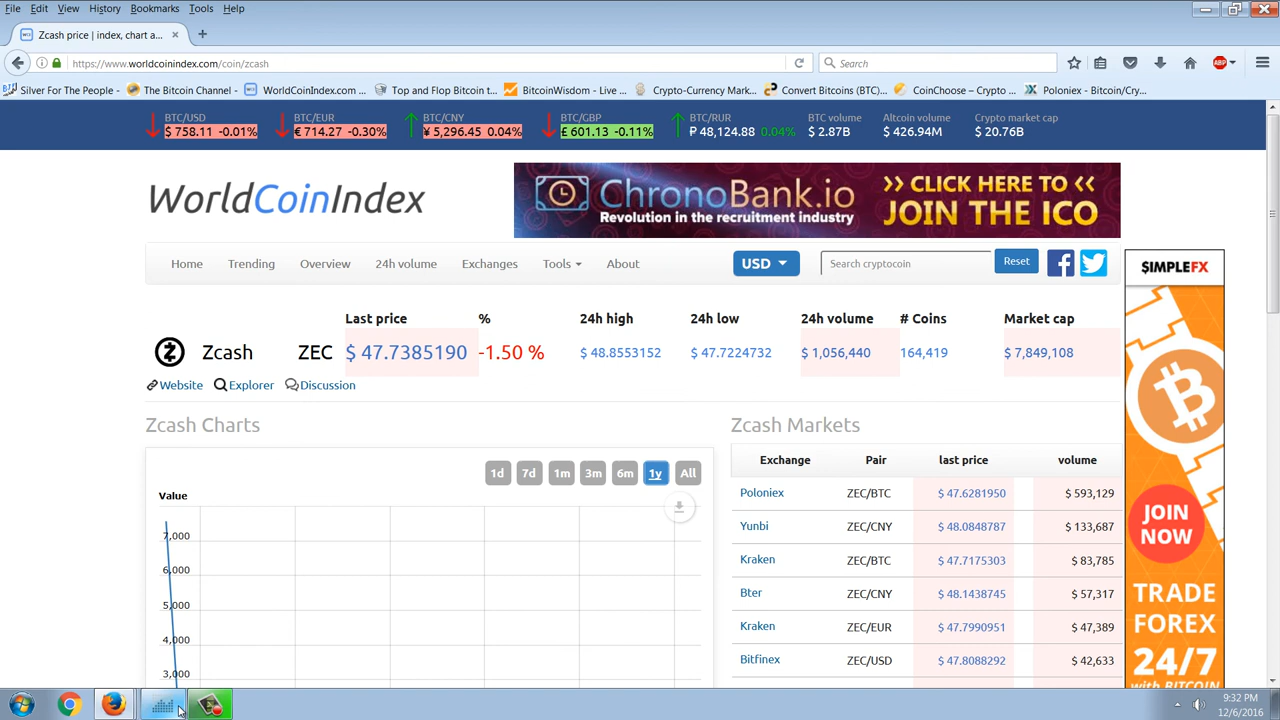 File Edit View History Bookmarks Tools Help
Zcash price | index, chart a...
https://www.worldcoinindex.com/coin/zcash
Search
ABP
Silver For The People - The Bitcoin Channel - WorldCoinIndex.com ... Top and Flop Bitcoin t... BitcoinWisdom - Live ... Crypto-Currency Mark... Convert Bitcoins (BTC)... CoinChoose – Crypto ... Poloniex - Bitcoin/Cry...
BTC/USD BTC/EUR BTC/CNY BTC/GBP BTC/RUR BTC volume Altcoin volume Crypto market cap
$ 758.11 -0.01% € 714.27 -0.30% ¥ 5,296.45 0.04% £ 601.13 -0.11% ₽ 48,124.88 0.04% $ 2.87B $ 426.94M $ 20.76B
WorldCoinIndex
ChronoBank.io
Revolution in the recruitment industry
>> CLICK HERE TO <<
JOIN THE ICO
Home Trending Overview 24h volume Exchanges Tools About USD Search cryptocoin Reset
Last price % 24h high 24h low 24h volume # Coins Market cap
Zcash ZEC $ 47.7385190 -1.50 % $ 48.8553152 $ 47.7224732 $ 1,056,440 164,419 $ 7,849,108
Website Explorer Discussion
Zcash Charts
1d 7d 1m 3m 6m 1y All
Value
7,000
6,000
5,000
4,000
3,000
Zcash Markets
Exchange Pair last price volume
Poloniex ZEC/BTC $ 47.6281950 $ 593,129
Yunbi ZEC/CNY $ 48.0848787 $ 133,687
Kraken ZEC/BTC $ 47.7175303 $ 83,785
Bter ZEC/CNY $ 48.1438745 $ 57,317
Kraken ZEC/EUR $ 47.7990951 $ 47,389
Bitfinex ZEC/USD $ 47.8088292 $ 42,633
$IMPLEFX
JOIN
NOW
TRADE
FOREX
24/7
with BITCOIN
9:32 PM
12/6/2016